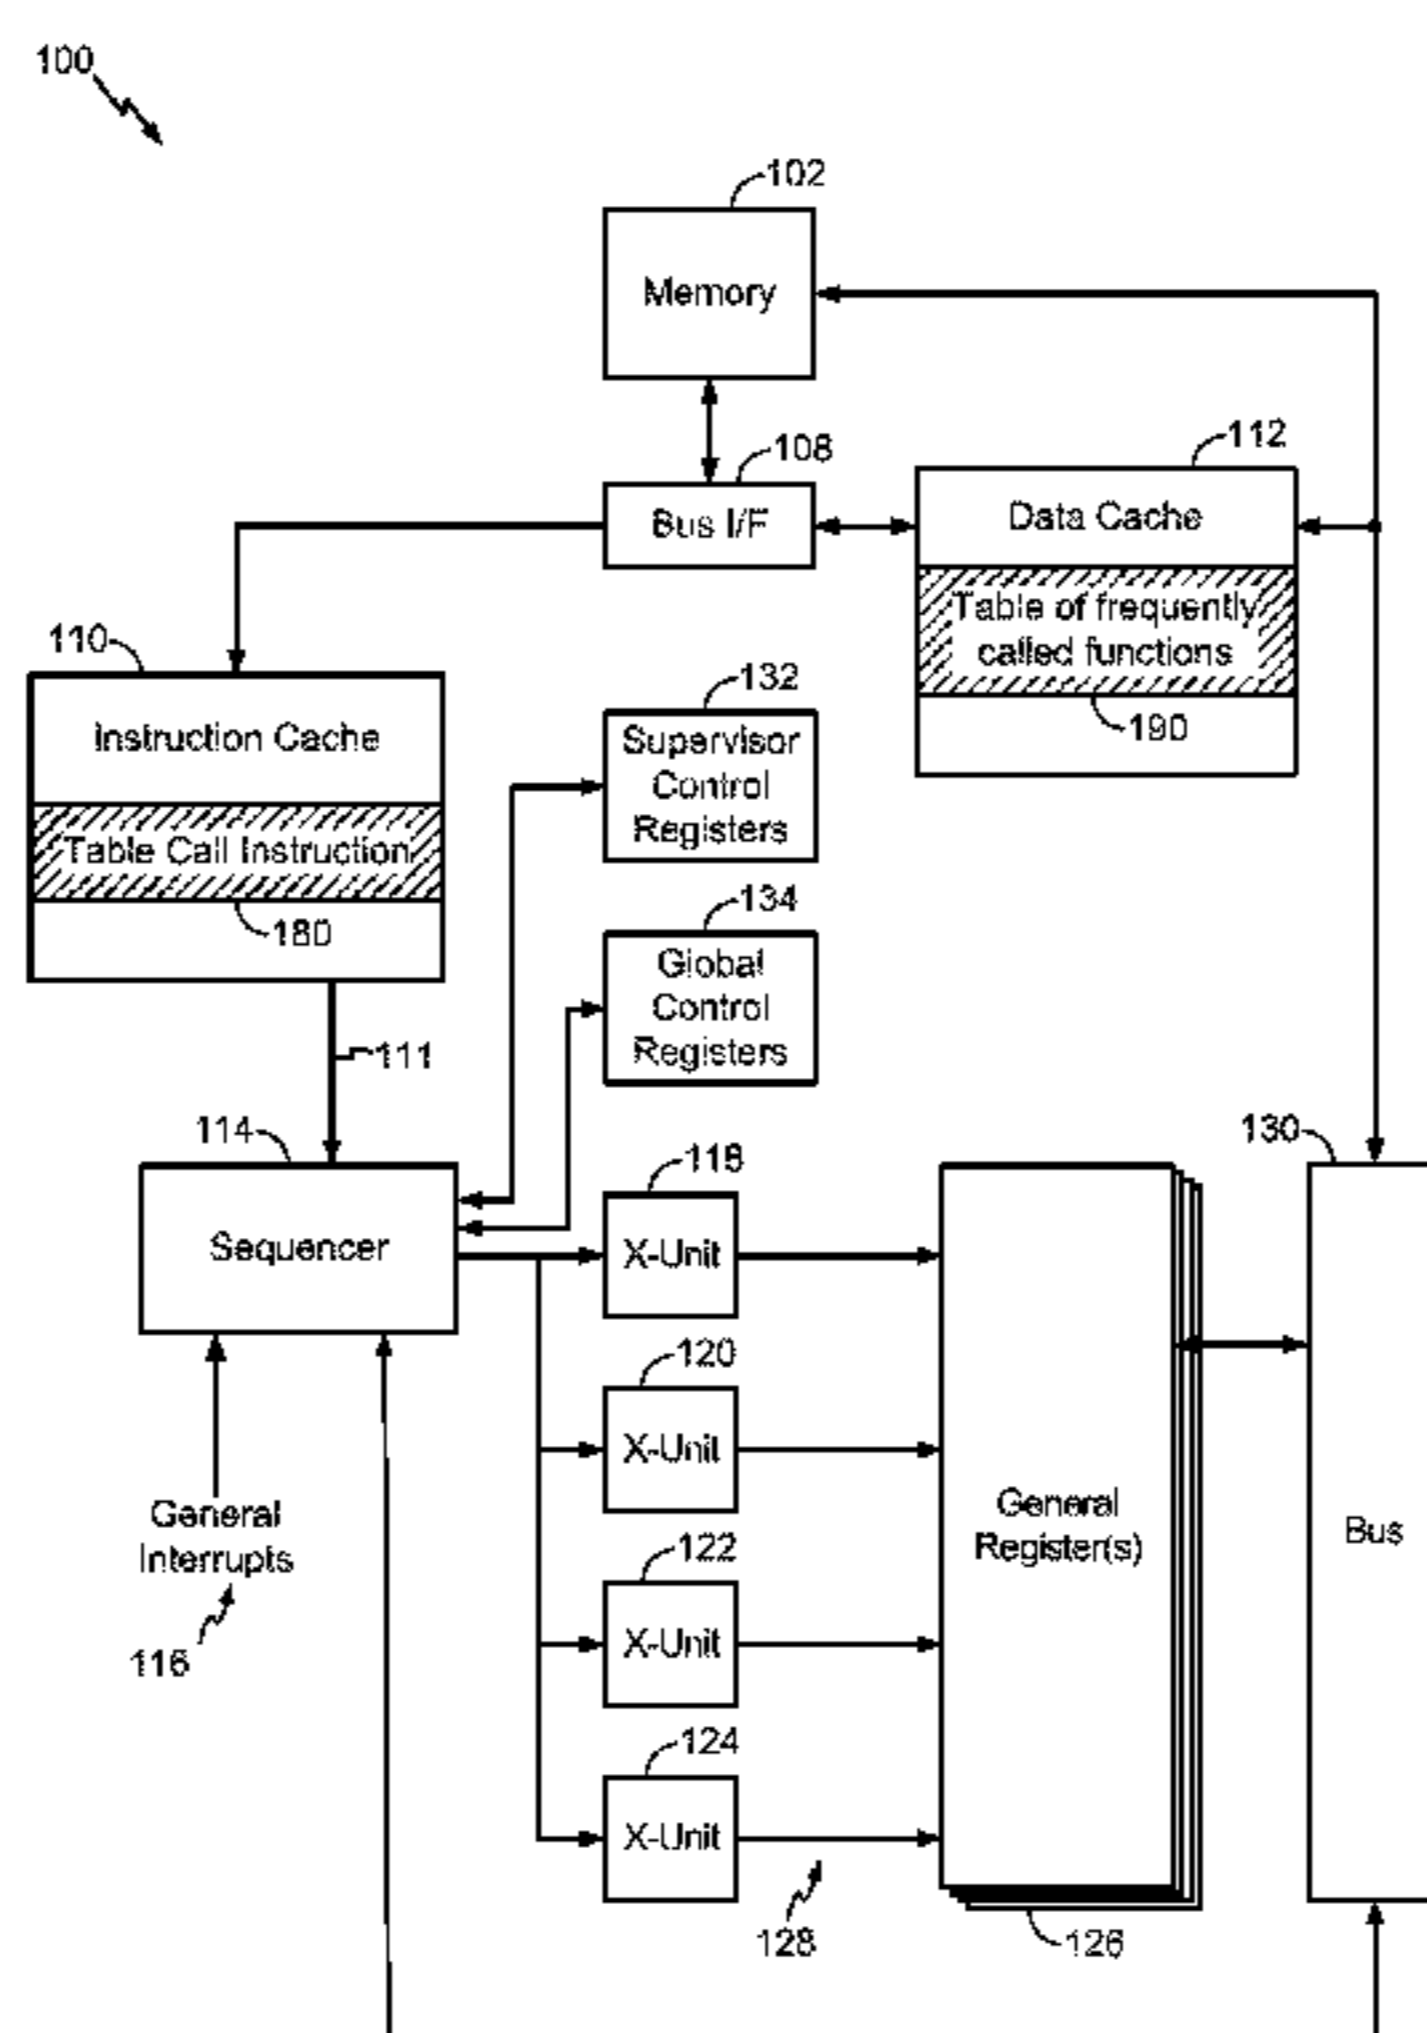 100
102
Memory
108
Bus I/F
112
Data Cache
Table of frequently
called functions
190
110
Instruction Cache
Table Call Instruction
180
111
132
Supervisor
Control
Registers
134
Global
Control
Registers
114
Sequencer
118
X-Unit
120
X-Unit
122
X-Unit
124
X-Unit
128
General
Interrupts
116
General
Register(s)
126
130
Bus